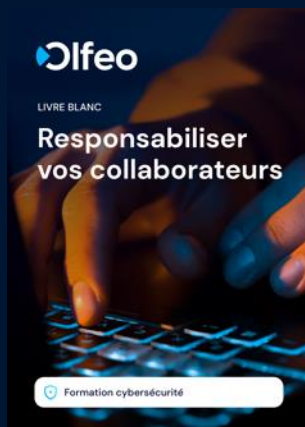 Olfeo
LIVRE BLANC
Responsabiliser
vos collaborateurs
Formation cybersécurité